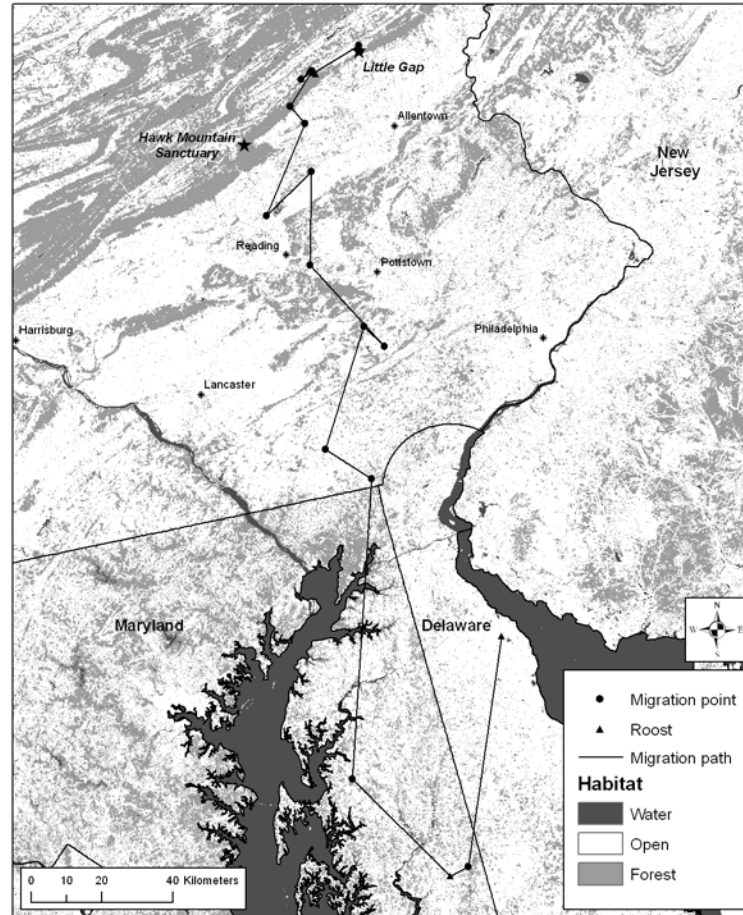 Little Gap
Allentown
Hawk Mountain
Sanctuary
New
Jersey
Reading
Pottstown
Harrisburg
Philadelphia
Lancaster
Maryland
Delaware
N
W E
S
Migration point
Roost
Migration path
Habitat
Water
Open
Forest
0 10 20 40 Kilometers